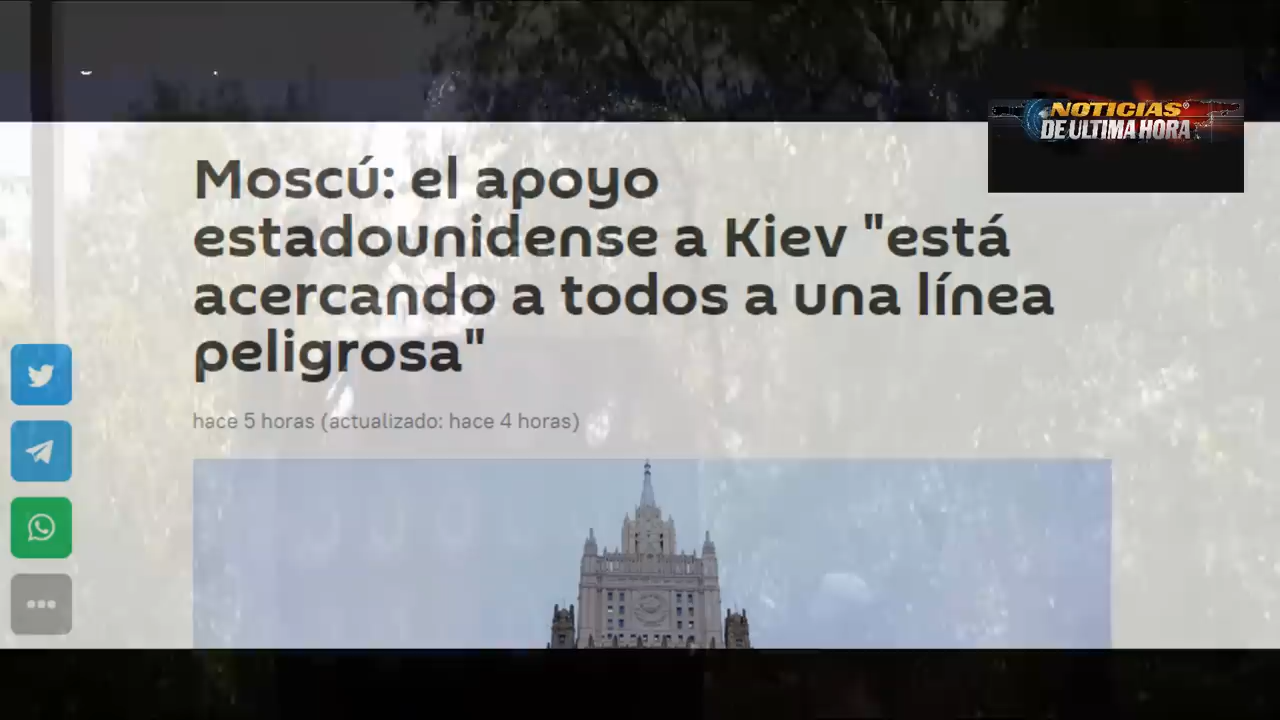 NOTICIAS®
DE ULTIMA HORA
Moscú: el apoyo
estadounidense a Kiev "está
acercando a todos a una línea
peligrosa"
hace 5 horas (actualizado: hace 4 horas)